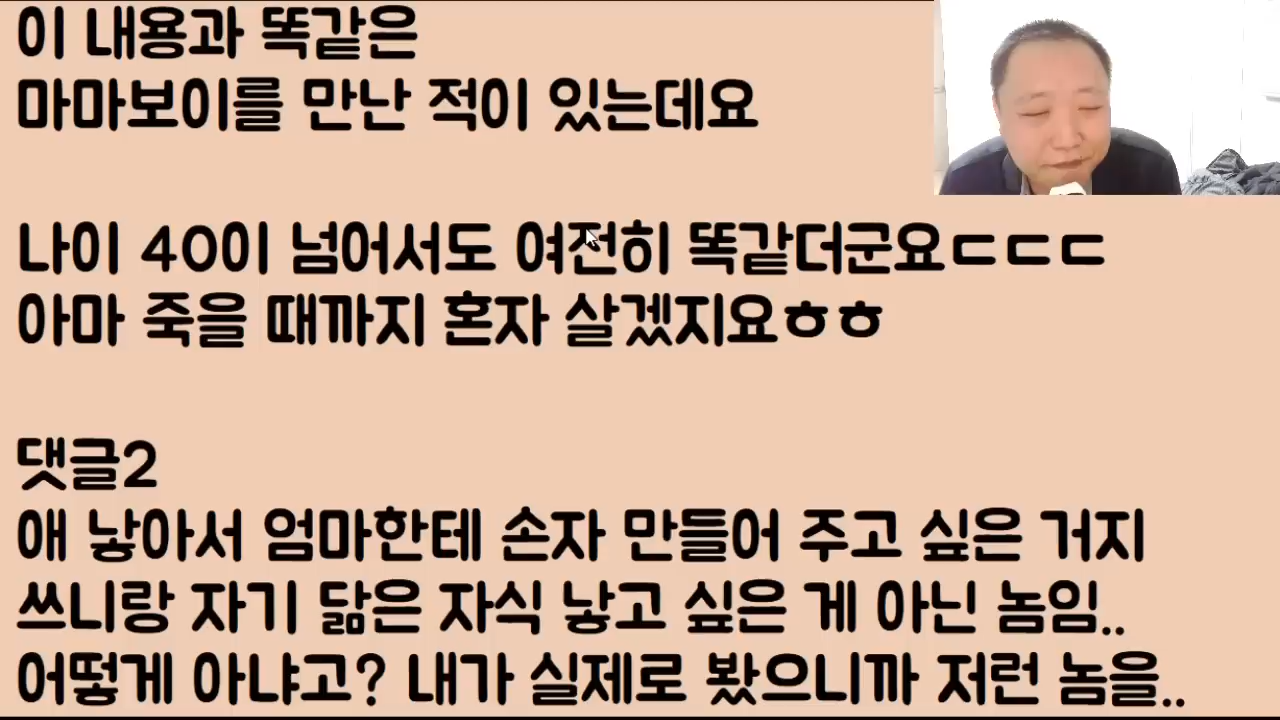 이 내용과 똑같은
마마보이를 만난 적이 있는데요
나이 40이 넘어서도 여전히 똑같더군요ㄷㄷㄷ
아마 죽을 때까지 혼자 살겠지요ㅎㅎ
댓글2
애 낳아서 엄마한테 손자 만들어 주고 싶은 거지
쓰니랑 자기 닮은 자식 낳고 싶은 게 아닌 놈임..
어떻게 아냐고? 내가 실제로 봤으니까 저런 놈을..